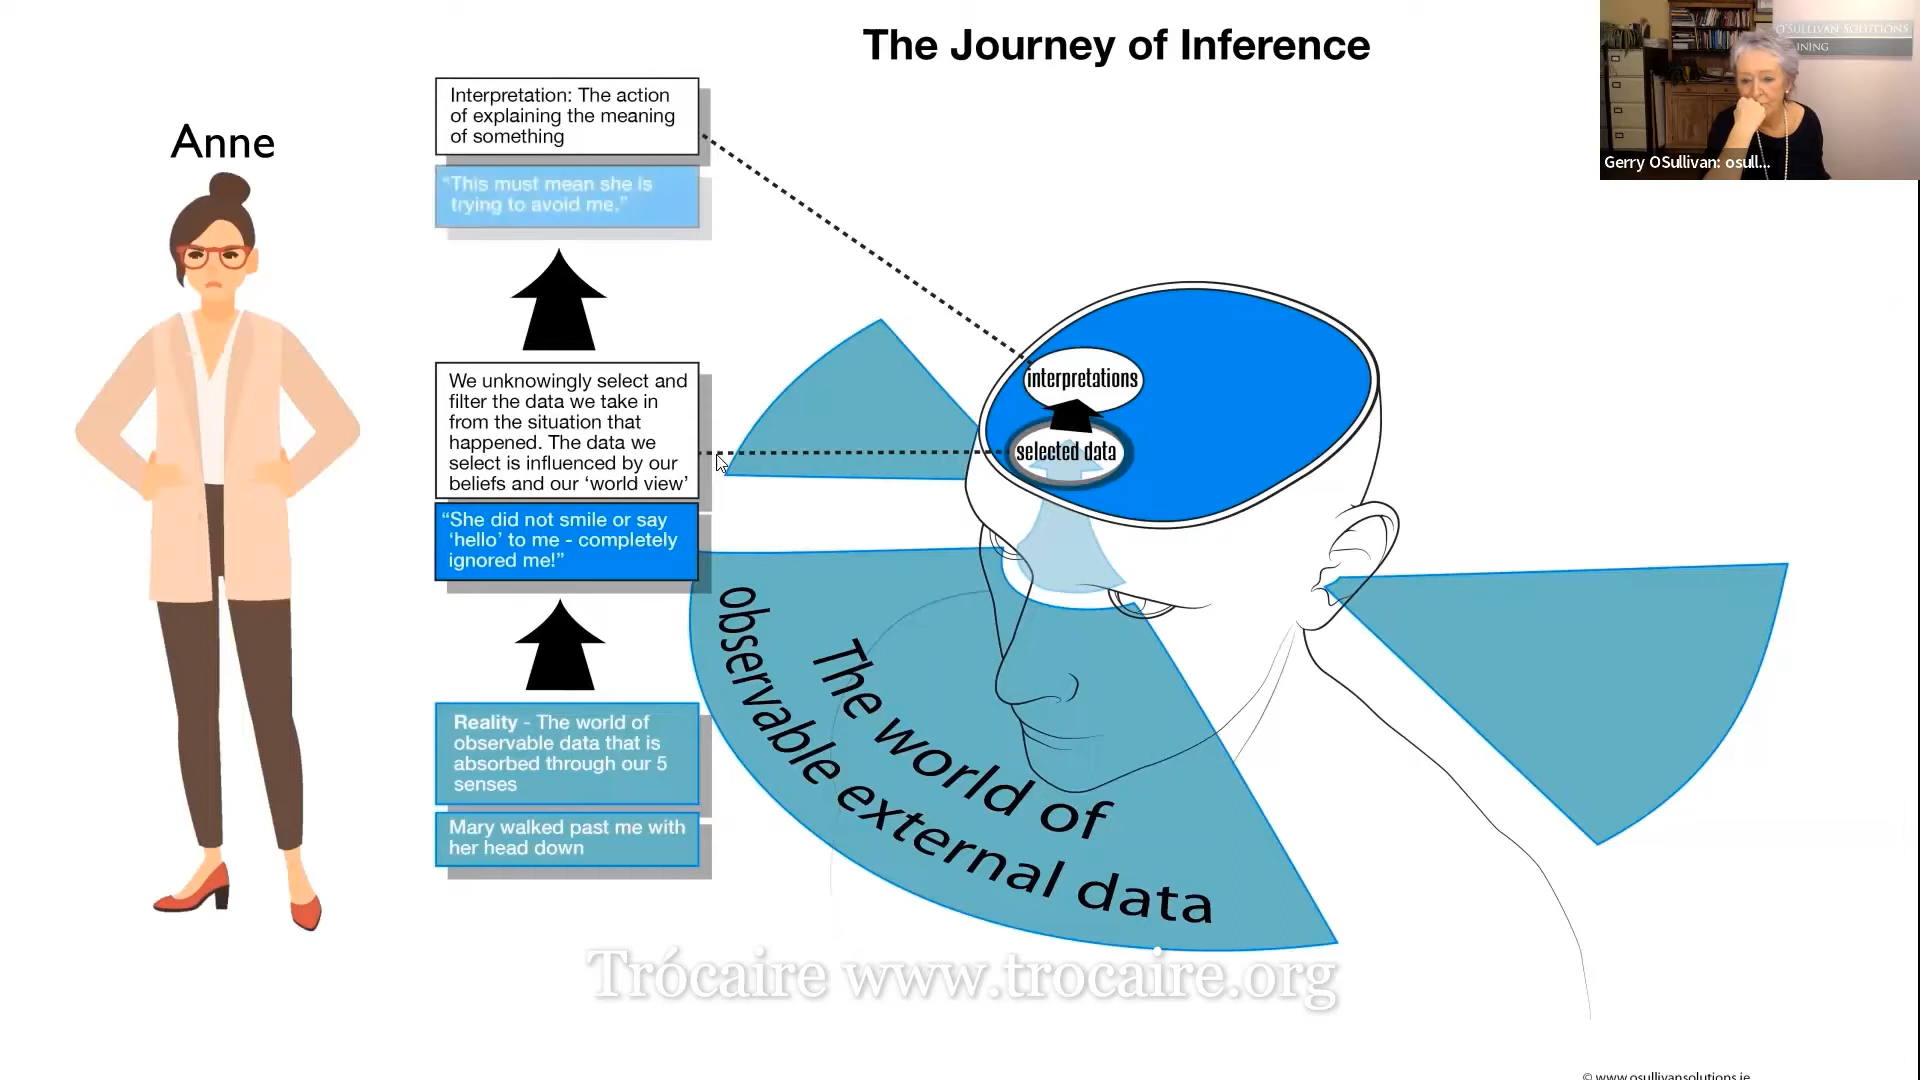 The Journey of Inference
O'SULLIVAN SOLUTIONS
INING
Gerry OSullivan: osull...
Anne
Interpretation: The action
of explaining the meaning
of something
“This must mean she is
trying to avoid me.”
We unknowingly select and
filter the data we take in
from the situation that
happened. The data we
select is influenced by our
beliefs and our ‘world view’
“She did not smile or say
‘hello’ to me - completely
ignored me!”
Reality - The world of
observable data that is
absorbed through our 5
senses
Mary walked past me with
her head down
interpretations
selected data
The world of
observable external data
Trócaire www.trocaire.org
© www.osullivansolutions.ie